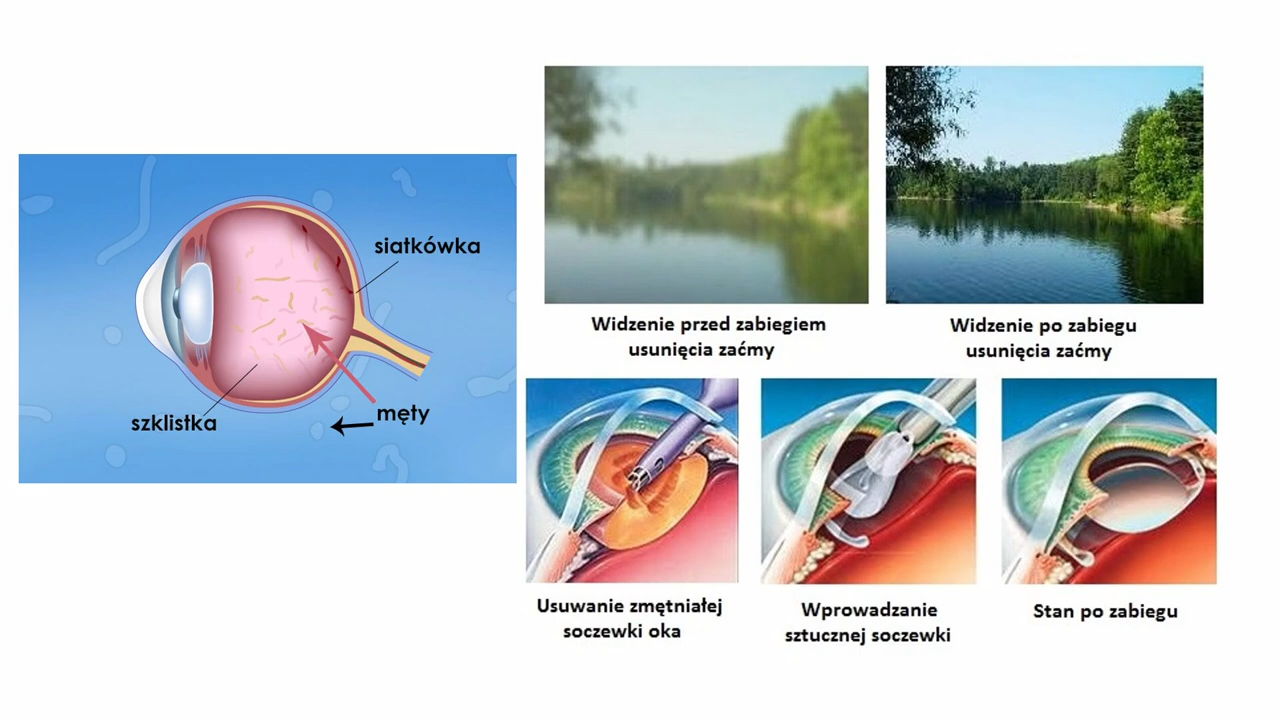 siatkówka
szklistka
męty
Widzenie przed zabiegiem
usunięcia zaćmy
Widzenie po zabiegu
usunięcia zaćmy
Usuwanie zmętniałej
soczewki oka
Wprowadzanie
sztucznej soczewki
Stan po zabiegu